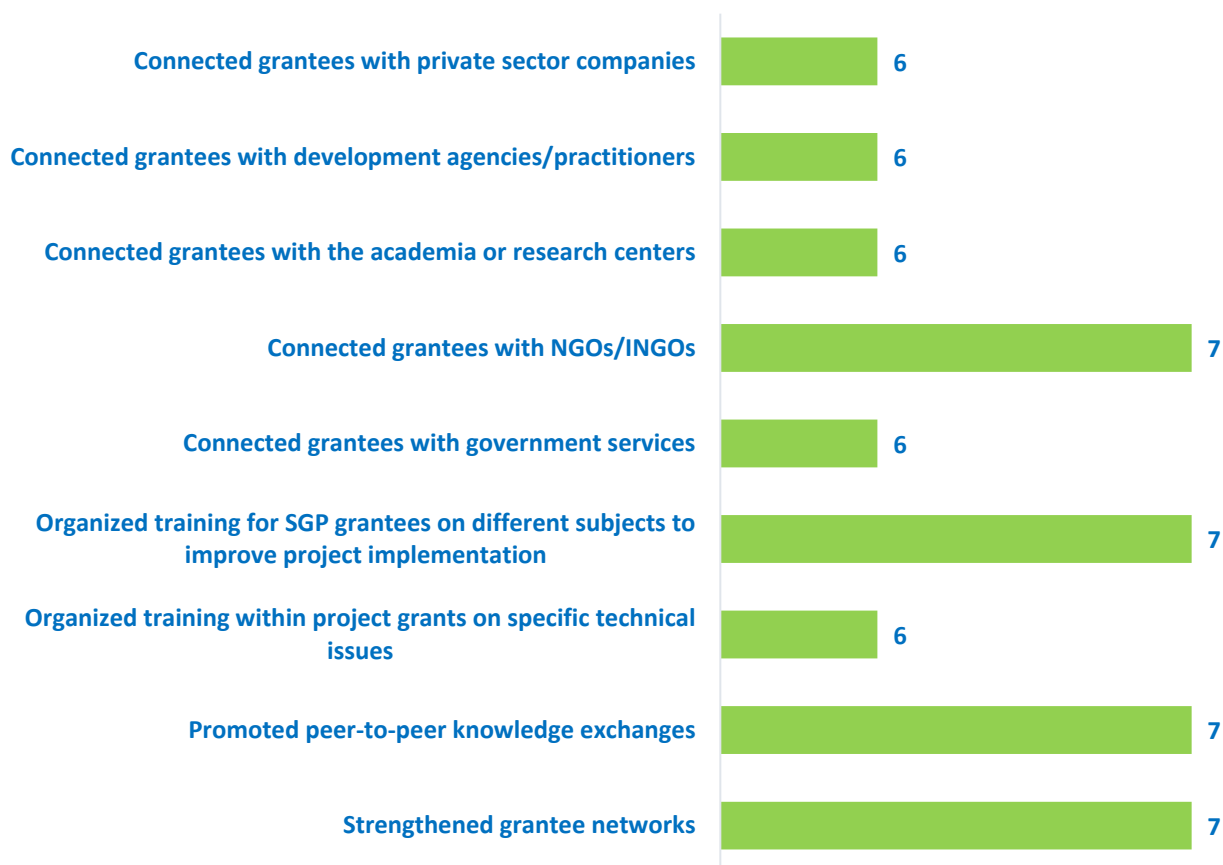 Connected grantees with private sector companies
6
Connected grantees with development agencies/practitioners
6
Connected grantees with the academia or research centers
6
Connected grantees with NGOs/INGOs
7
Connected grantees with government services
6
Organized training for SGP grantees on different subjects to
improve project implementation
7
Organized training within project grants on specific technical
issues
6
Promoted peer-to-peer knowledge exchanges
7
Strengthened grantee networks
7